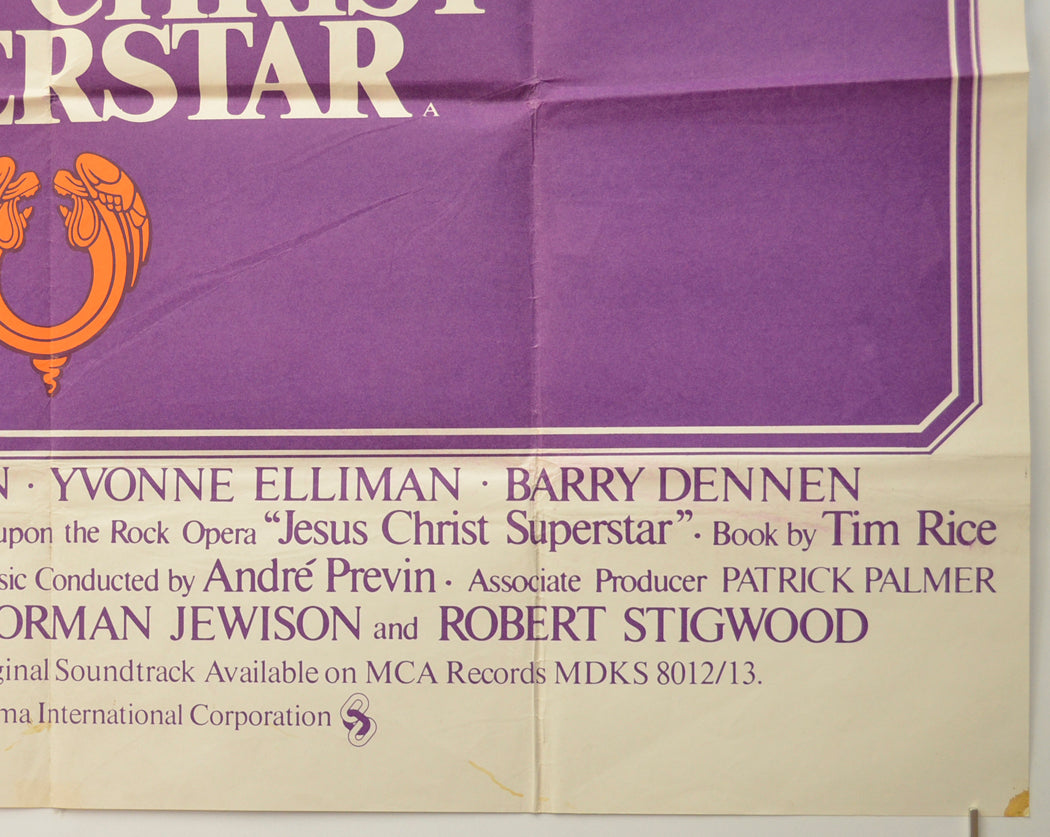 CHRIST
ERSTAR A
N · YVONNE ELLIMAN · BARRY DENNEN
upon the Rock Opera “Jesus Christ Superstar” · Book by Tim Rice
sic Conducted by André Previn · Associate Producer PATRICK PALMER
ORMAN JEWISON and ROBERT STIGWOOD
ginal Soundtrack Available on MCA Records MDKS 8012/13.
ma International Corporation